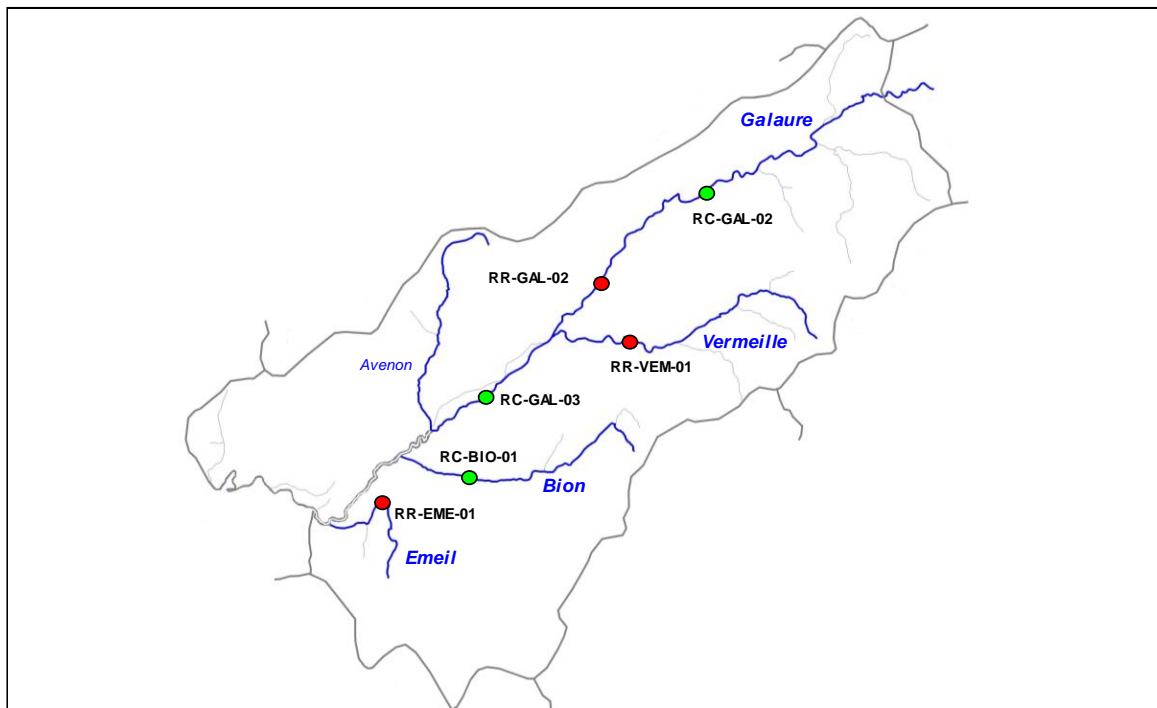 Galaure
RC-GAL-02
RR-GAL-02
Vermeille
RR-VEM-01
Avenon
RC-GAL-03
RC-BIO-01
Bion
RR-EME-01
Emeil